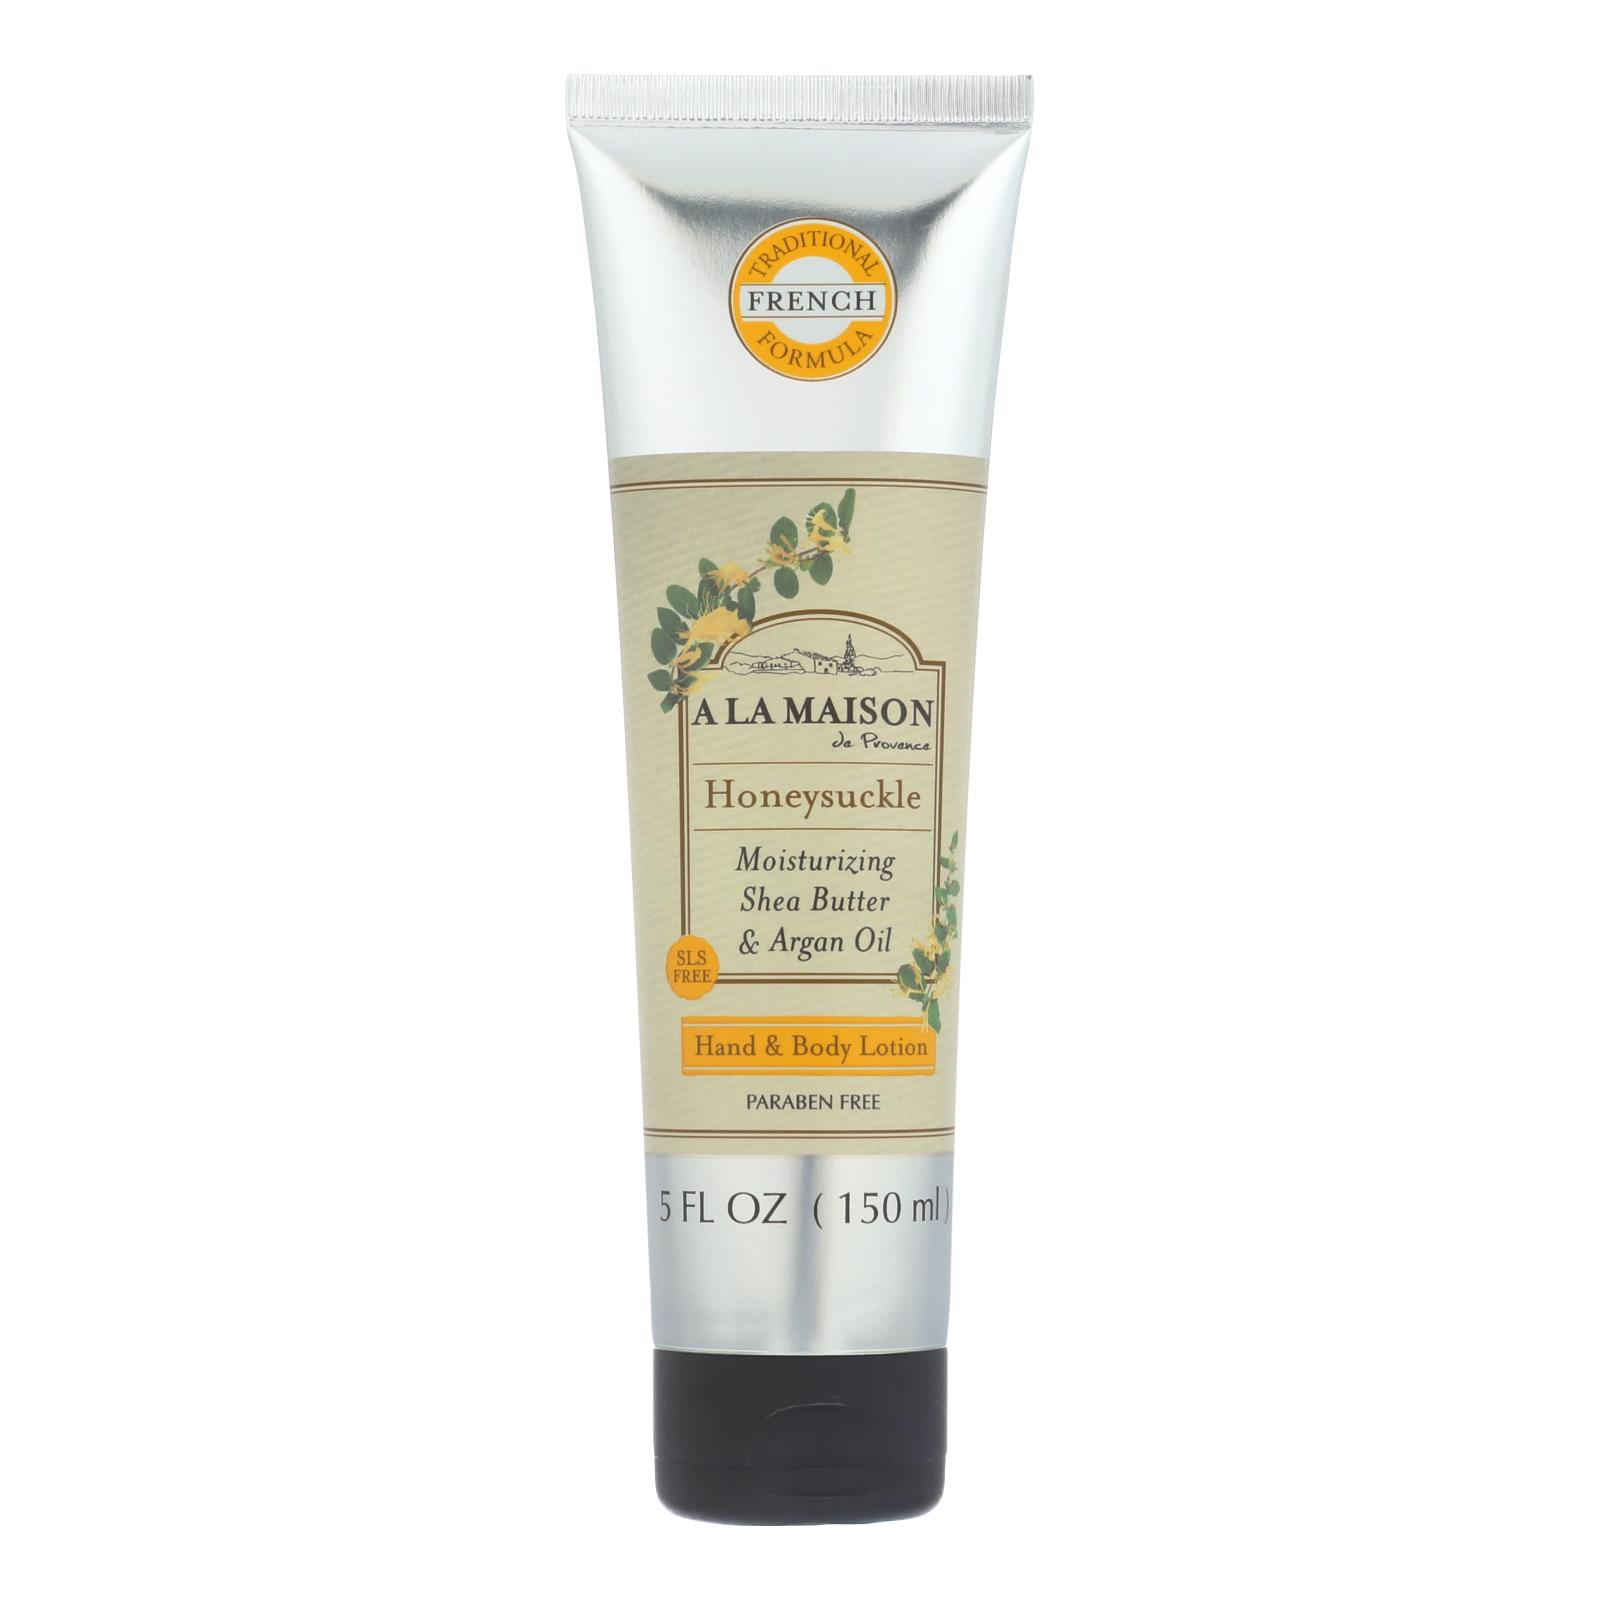 TRADITIONAL
FRENCH
FORMULA
A LA MAISON
de Provence
Honeysuckle
Moisturizing
Shea Butter
& Argan Oil
SLS
FREE
Hand & Body Lotion
PARABEN FREE
5 FL OZ ( 150 ml )